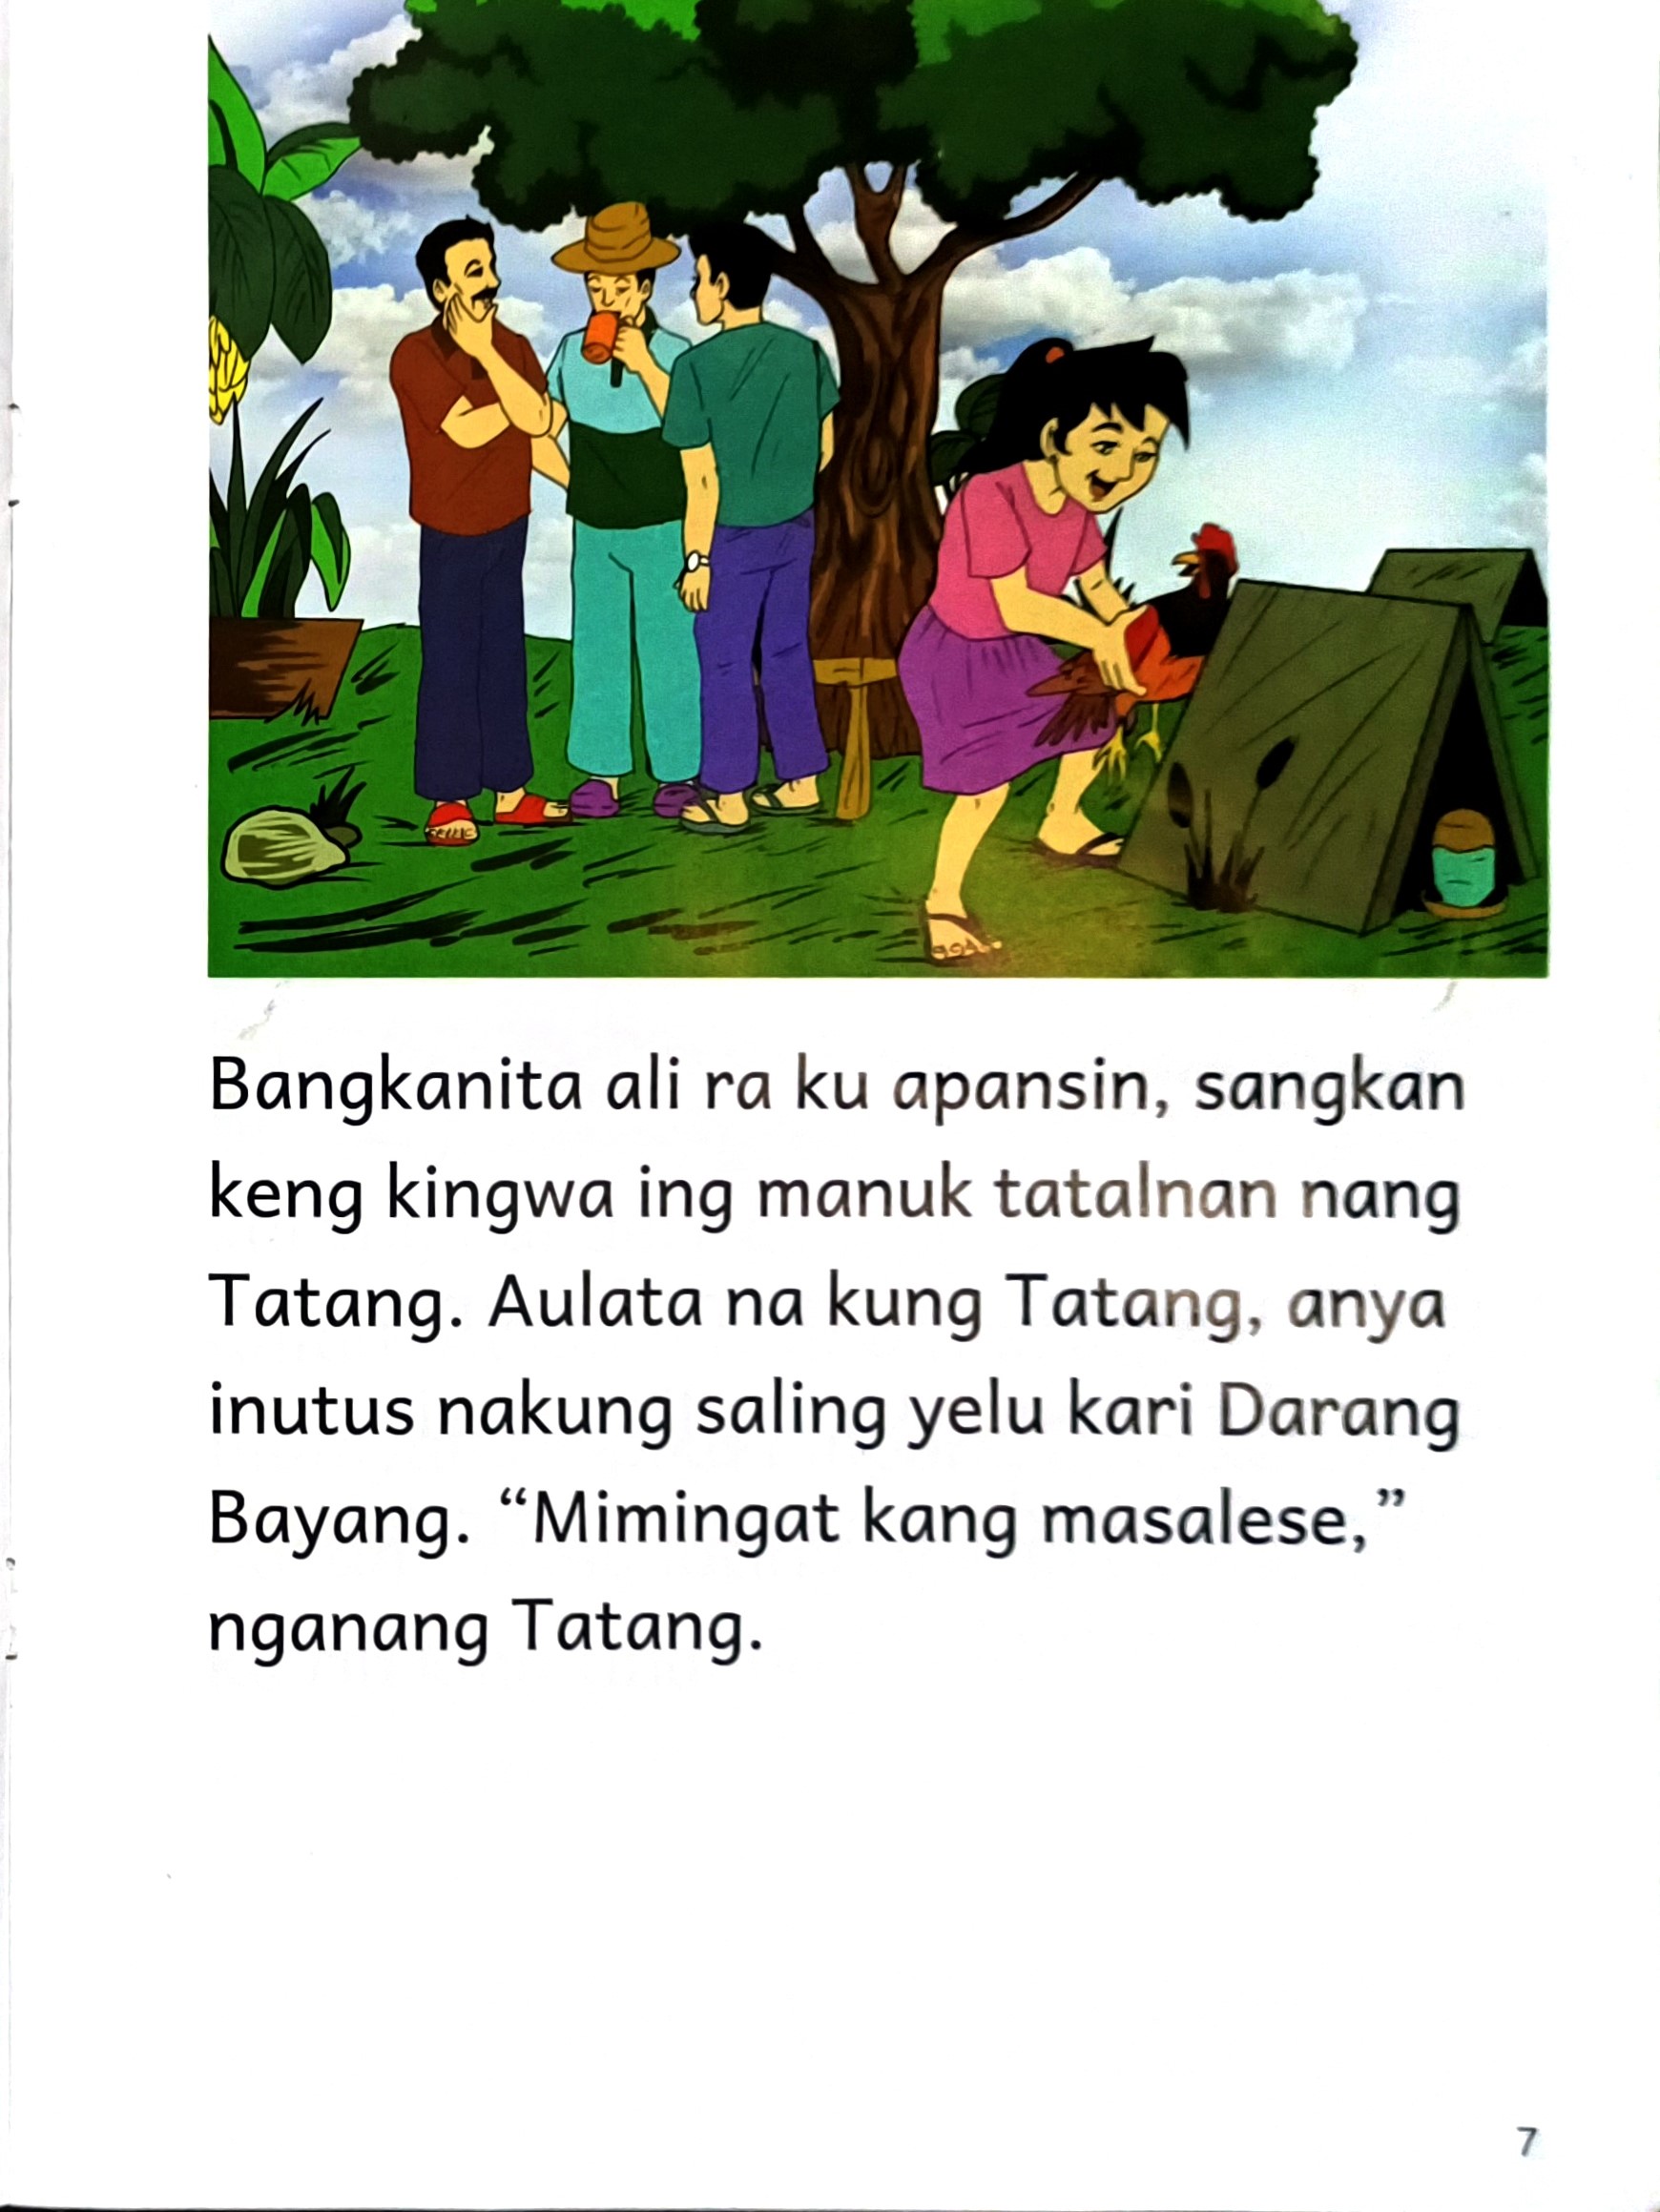 Bangkanita ali ra ku apansin, sangkan
keng kingwa ing manuk tatalnan nang
Tatang. Aulata na kung Tatang, anya
inutus nakung saling yelu kari Darang
Bayang. “Mimingat kang masalese,”
nganang Tatang.
7